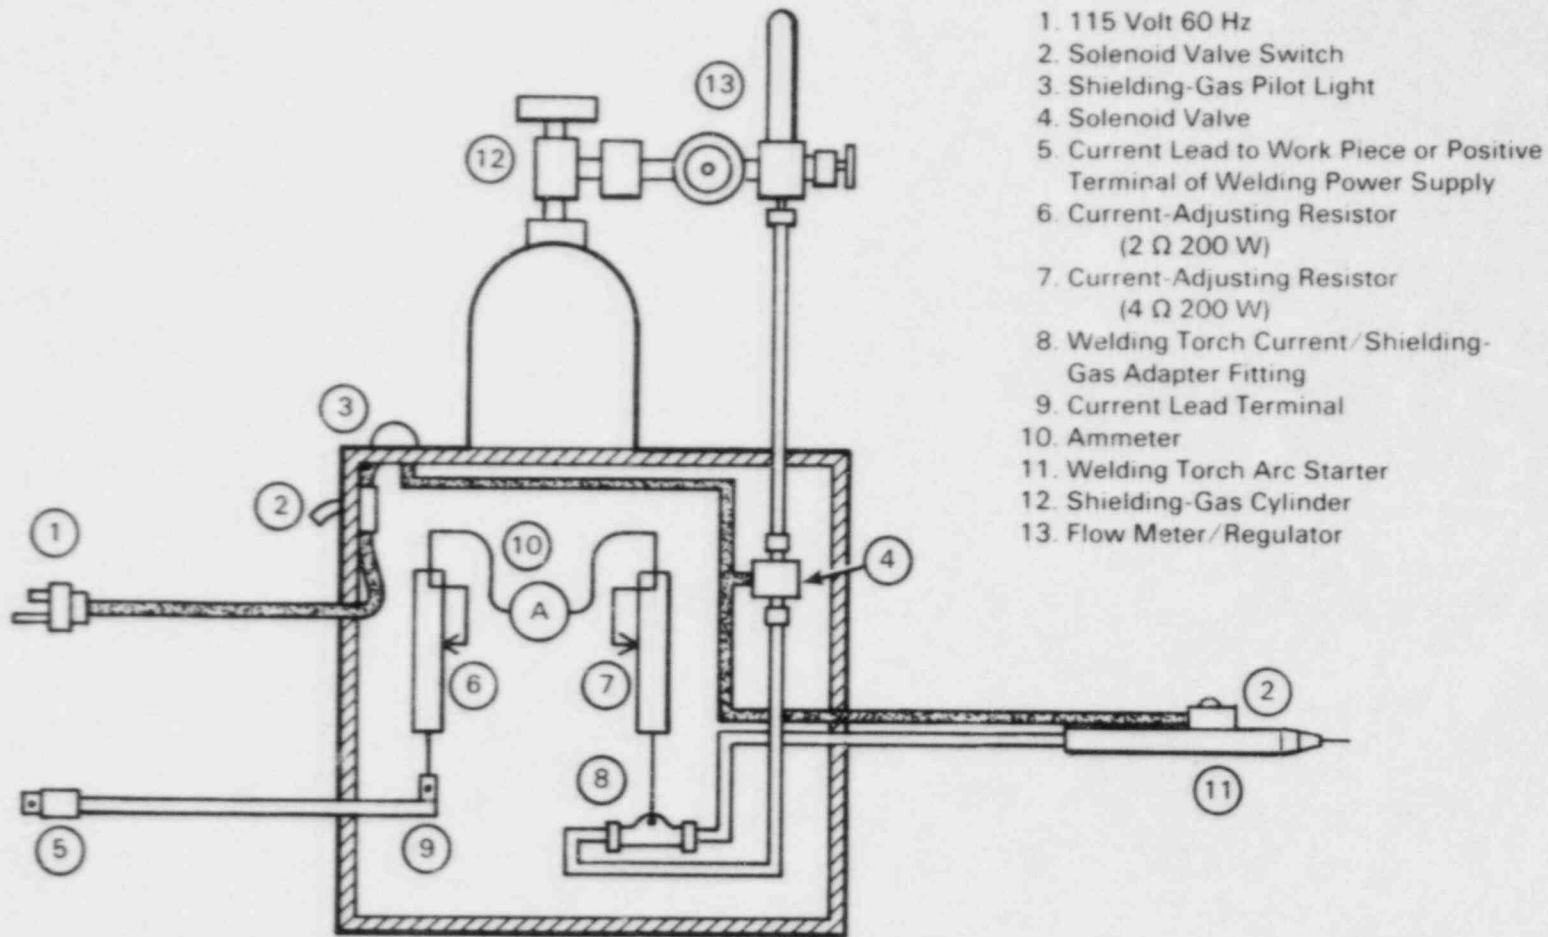 1. 115 Volt 60 Hz
2. Solenoid Valve Switch
3. Shielding-Gas Pilot Light
4. Solenoid Valve
5. Current Lead to Work Piece or Positive
Terminal of Welding Power Supply
6. Current-Adjusting Resistor
(2 Ω 200 W)
7. Current-Adjusting Resistor
(4 Ω 200 W)
8. Welding Torch Current/Shielding-
Gas Adapter Fitting
9. Current Lead Terminal
10. Ammeter
11. Welding Torch Arc Starter
12. Shielding-Gas Cylinder
13. Flow Meter/Regulator
13
12
3
2
1
10
4
A
6
7
2
8
11
5
9